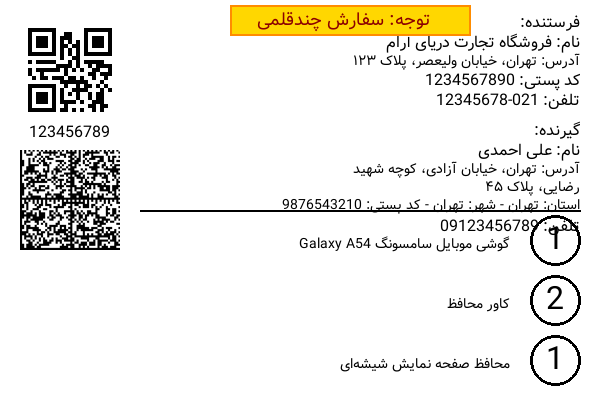 توجه: سفارش چندقلمی
فرستنده:
نام: فروشگاه تجارت دریای آرام
آدرس: تهران، خیابان ولیعصر، پلاک ۱۲۳
کد پستی: 1234567890
تلفن: 021-12345678
123456789
گیرنده:
نام: علی احمدی
آدرس: تهران، خیابان آزادی، کوچه شهید
رضایی، پلاک ۴۵
استان: تهران - شهر: تهران - کد پستی: 9876543210
تلفن: 09123456789
1 گوشی موبایل سامسونگ Galaxy A54
2 کاور محافظ
1 محافظ صفحه نمایش شیشه‌ای